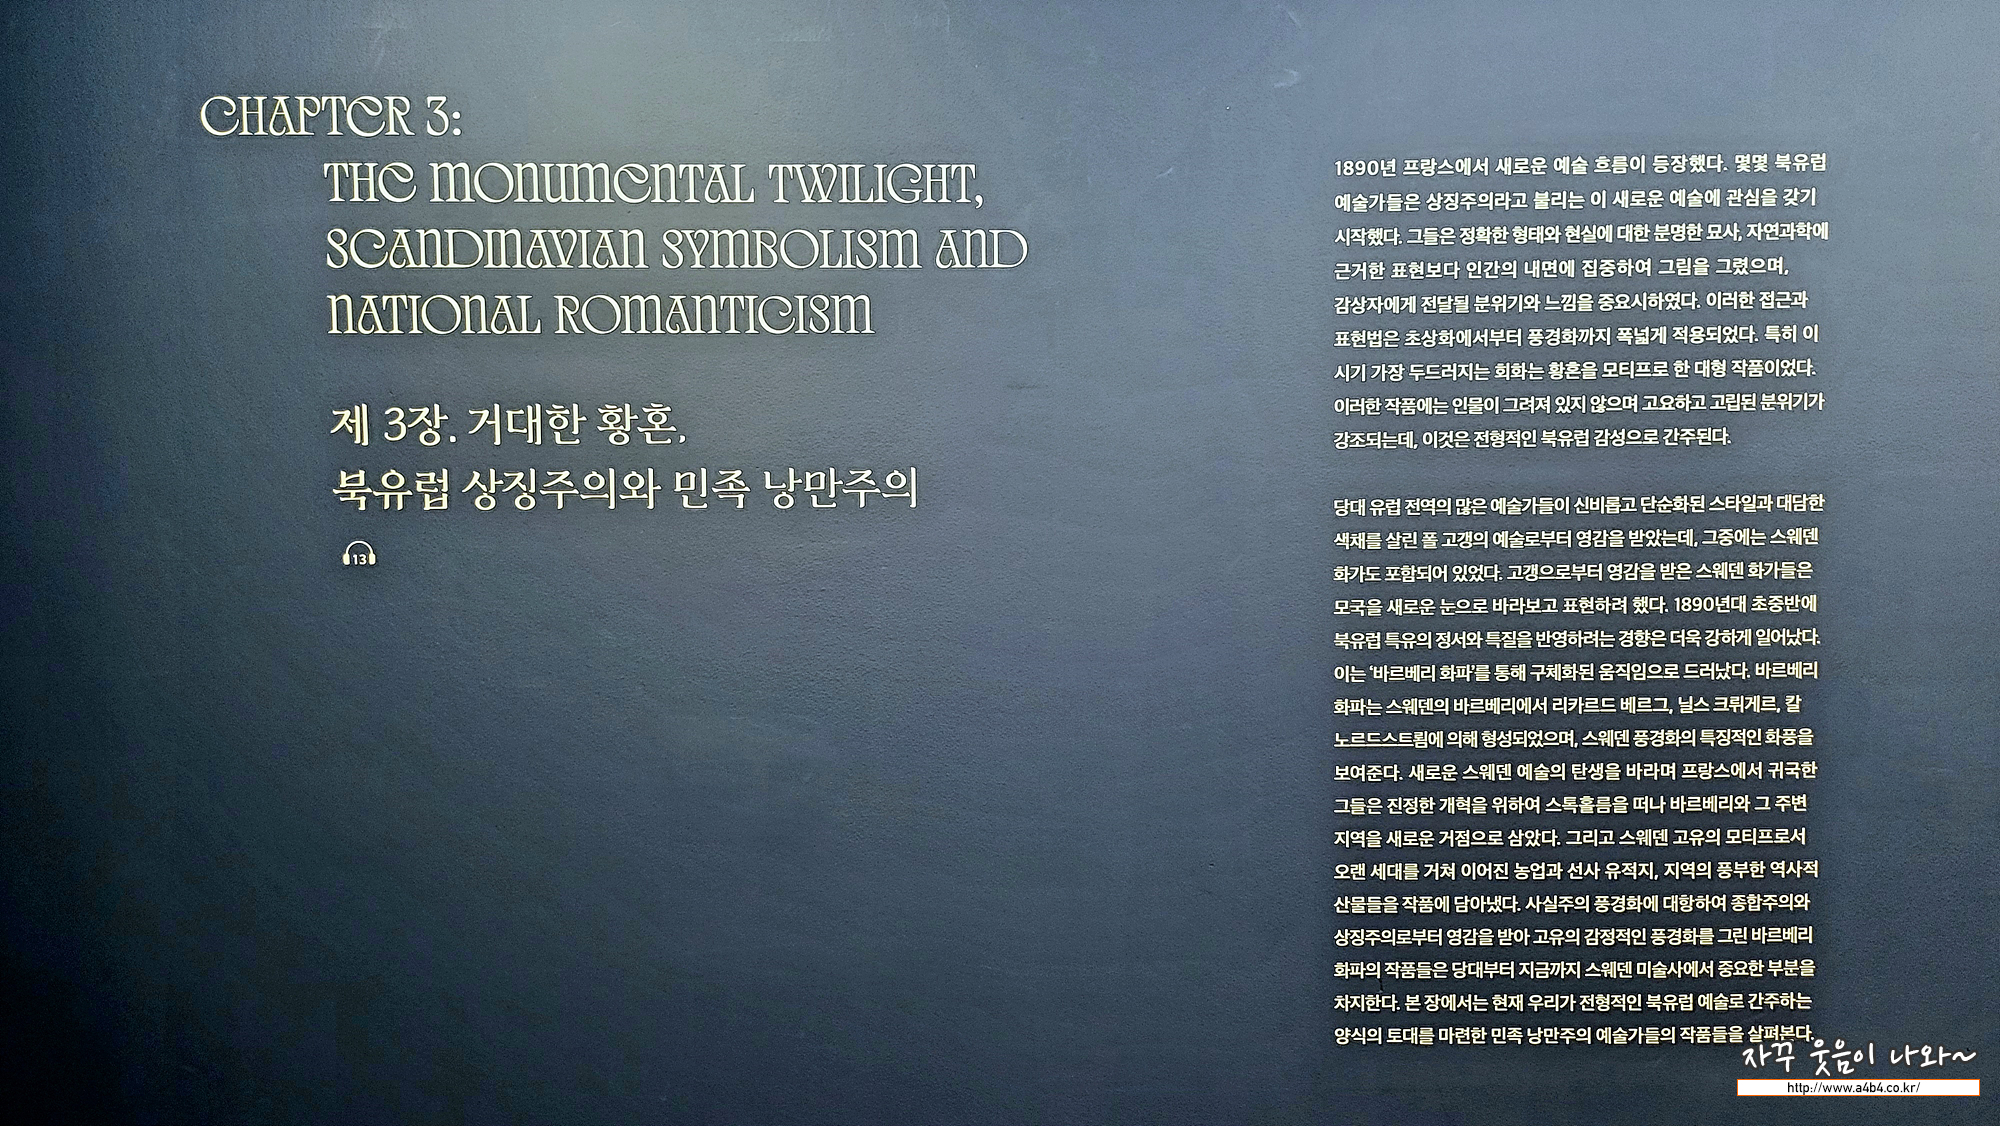 CHAPTER 3:
THE MONUMENTAL TWILIGHT,
SCANDINAVIAN SYMBOLISM AND
NATIONAL ROMANTICISM
제 3장. 거대한 황혼,
북유럽 상징주의와 민족 낭만주의
13
1890년 프랑스에서 새로운 예술 흐름이 등장했다. 몇몇 북유럽
예술가들은 상징주의라고 불리는 이 새로운 예술에 관심을 갖기
시작했다. 그들은 정확한 형태와 현실에 대한 분명한 묘사, 자연과학에
근거한 표현보다 인간의 내면에 집중하여 그림을 그렸으며,
감상자에게 전달될 분위기와 느낌을 중요시하였다. 이러한 접근과
표현법은 초상화에서부터 풍경화까지 폭넓게 적용되었다. 특히 이
시기 가장 두드러지는 회화는 황혼을 모티프로 한 대형 작품이었다.
이러한 작품에는 인물이 그려져 있지 않으며 고요하고 고립된 분위기가
강조되는데, 이것은 전형적인 북유럽 감성으로 간주된다.
당대 유럽 전역의 많은 예술가들이 신비롭고 단순화된 스타일과 대담한
색채를 살린 폴 고갱의 예술로부터 영감을 받았는데, 그중에는 스웨덴
화가도 포함되어 있었다. 고갱으로부터 영감을 받은 스웨덴 화가들은
모국을 새로운 눈으로 바라보고 표현하려 했다. 1890년대 초중반에
북유럽 특유의 정서와 특질을 반영하려는 경향은 더욱 강하게 일어났다.
이는 ‘바르베리 화파’를 통해 구체화된 움직임으로 드러났다. 바르베리
화파는 스웨덴의 바르베리에서 리카르드 베르그, 닐스 크뤼게르, 칼
노르드스트룀에 의해 형성되었으며, 스웨덴 풍경화의 특징적인 화풍을
보여준다. 새로운 스웨덴 예술의 탄생을 바라며 프랑스에서 귀국한
그들은 진정한 개혁을 위하여 스톡홀름을 떠나 바르베리와 그 주변
지역을 새로운 거점으로 삼았다. 그리고 스웨덴 고유의 모티프로서
오랜 세대를 거쳐 이어진 농업과 선사 유적지, 지역의 풍부한 역사적
산물들을 작품에 담아냈다. 사실주의 풍경화에 대항하여 종합주의와
상징주의로부터 영감을 받아 고유의 감정적인 풍경화를 그린 바르베리
화파의 작품들은 당대부터 지금까지 스웨덴 미술사에서 중요한 부분을
차지한다. 본 장에서는 현재 우리가 전형적인 북유럽 예술로 간주하는
양식의 토대를 마련한 민족 낭만주의 예술가들의 작품들을 살펴본다.
자꾸 웃음이 나와~
http://www.a4b4.co.kr/